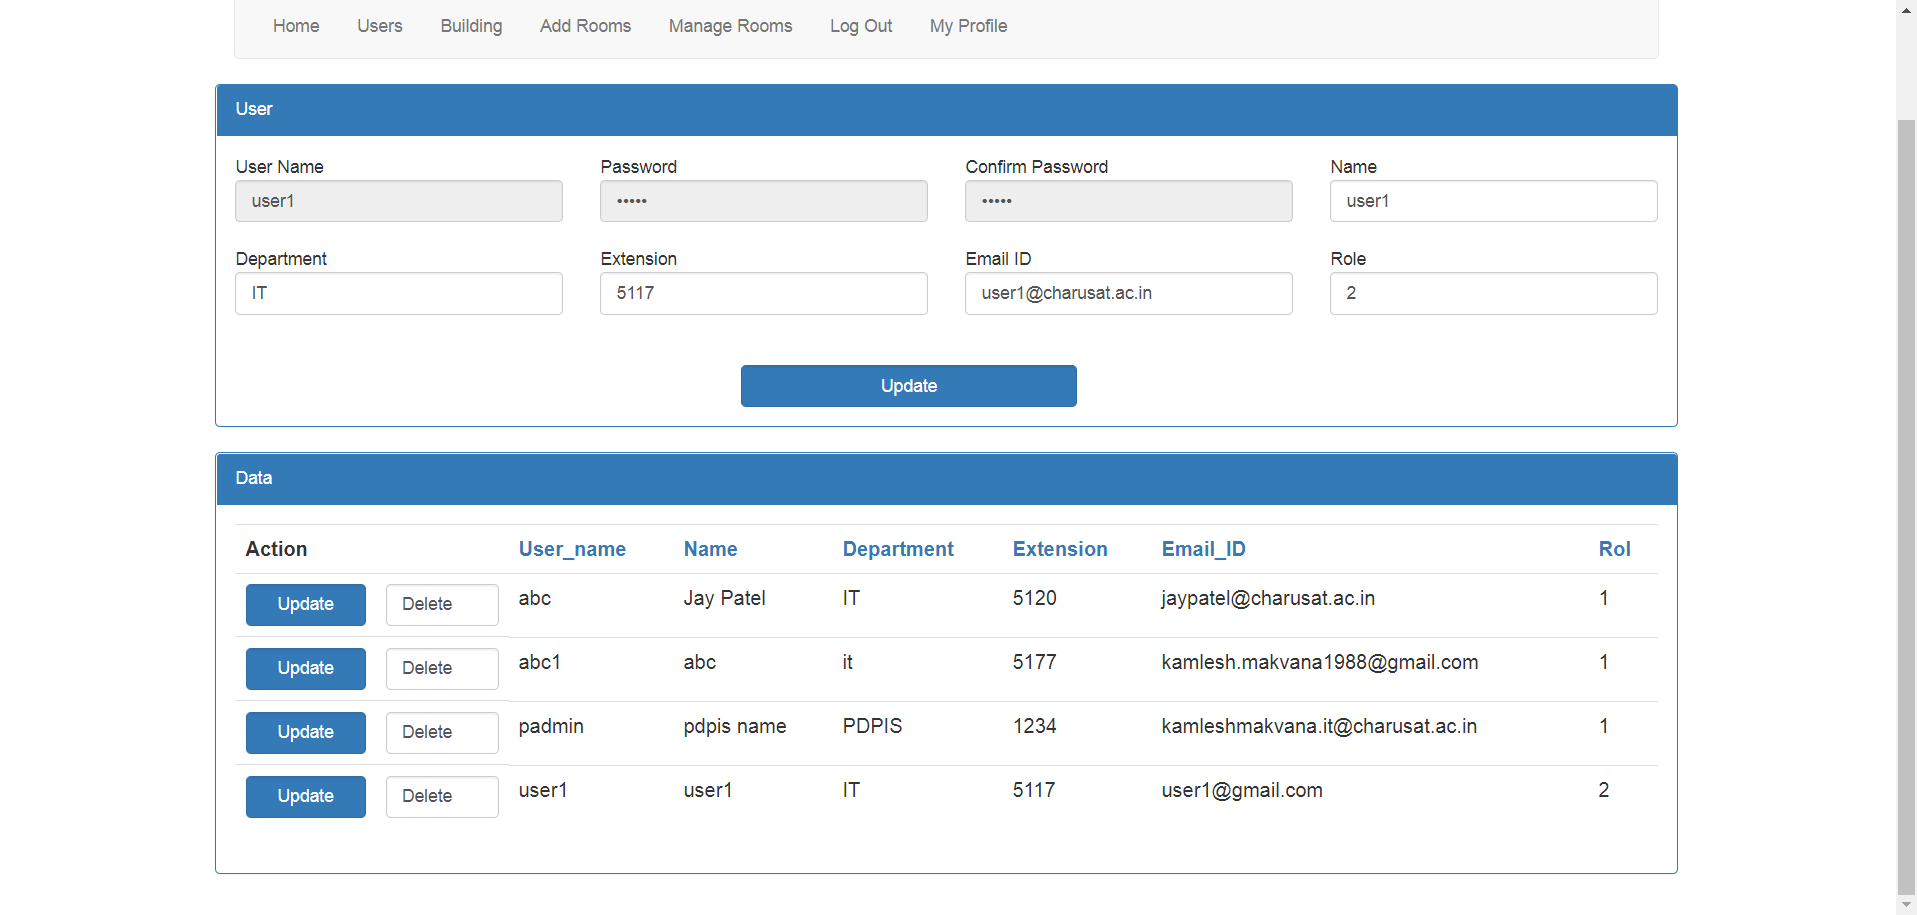 Home Users Building Add Rooms Manage Rooms Log Out My Profile
User
User Name Password Confirm Password Name
user1 ••••• ••••• user1
Department Extension Email ID Role
IT 5117 user1@charusat.ac.in 2
Update
Data
Action User_name Name Department Extension Email_ID Rol
Update Delete abc Jay Patel IT 5120 jaypatel@charusat.ac.in 1
Update Delete abc1 abc it 5177 kamlesh.makvana1988@gmail.com 1
Update Delete padmin pdpis name PDPIS 1234 kamleshmakvana.it@charusat.ac.in 1
Update Delete user1 user1 IT 5117 user1@gmail.com 2